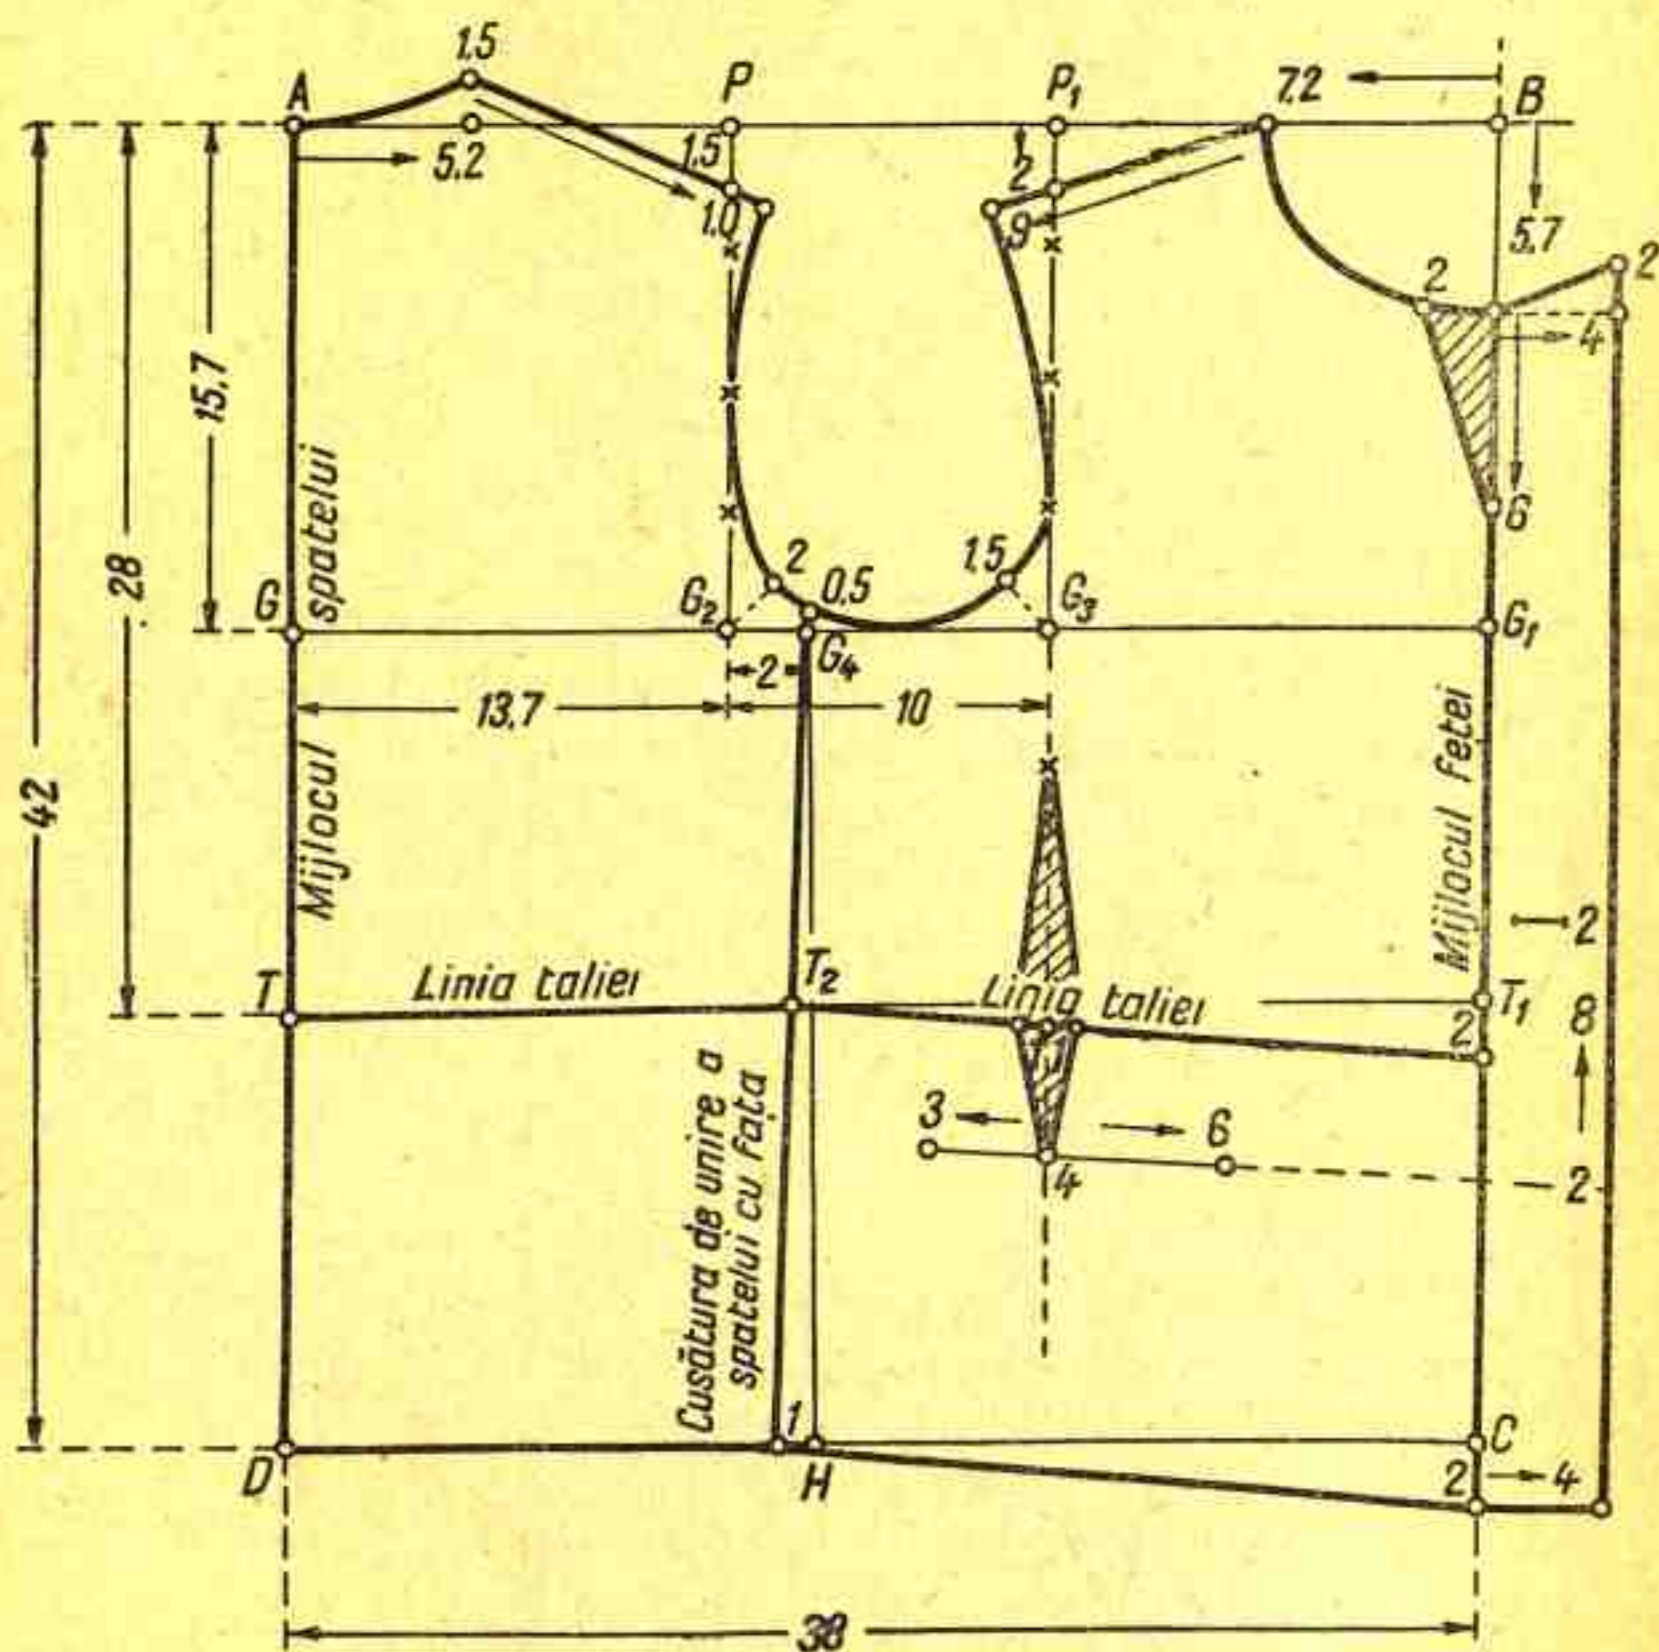 1.5
A
P
P₁
7.2
B
5.2
1.5
1.0
1
2
9
5.7
2
2
4
15.7
28
42
6
2
0.5
1.5
G
G₂
G₃
G₁
G₄
2
13.7
10
Mijlocul spatelui
Mijlocul feței
2
T
Linia taliei
T₂
Linia taliei
T₁
2
8
3
6
4
2
Cusătura de unire a
spatelui cu fața
1
D
H
C
2
4
38